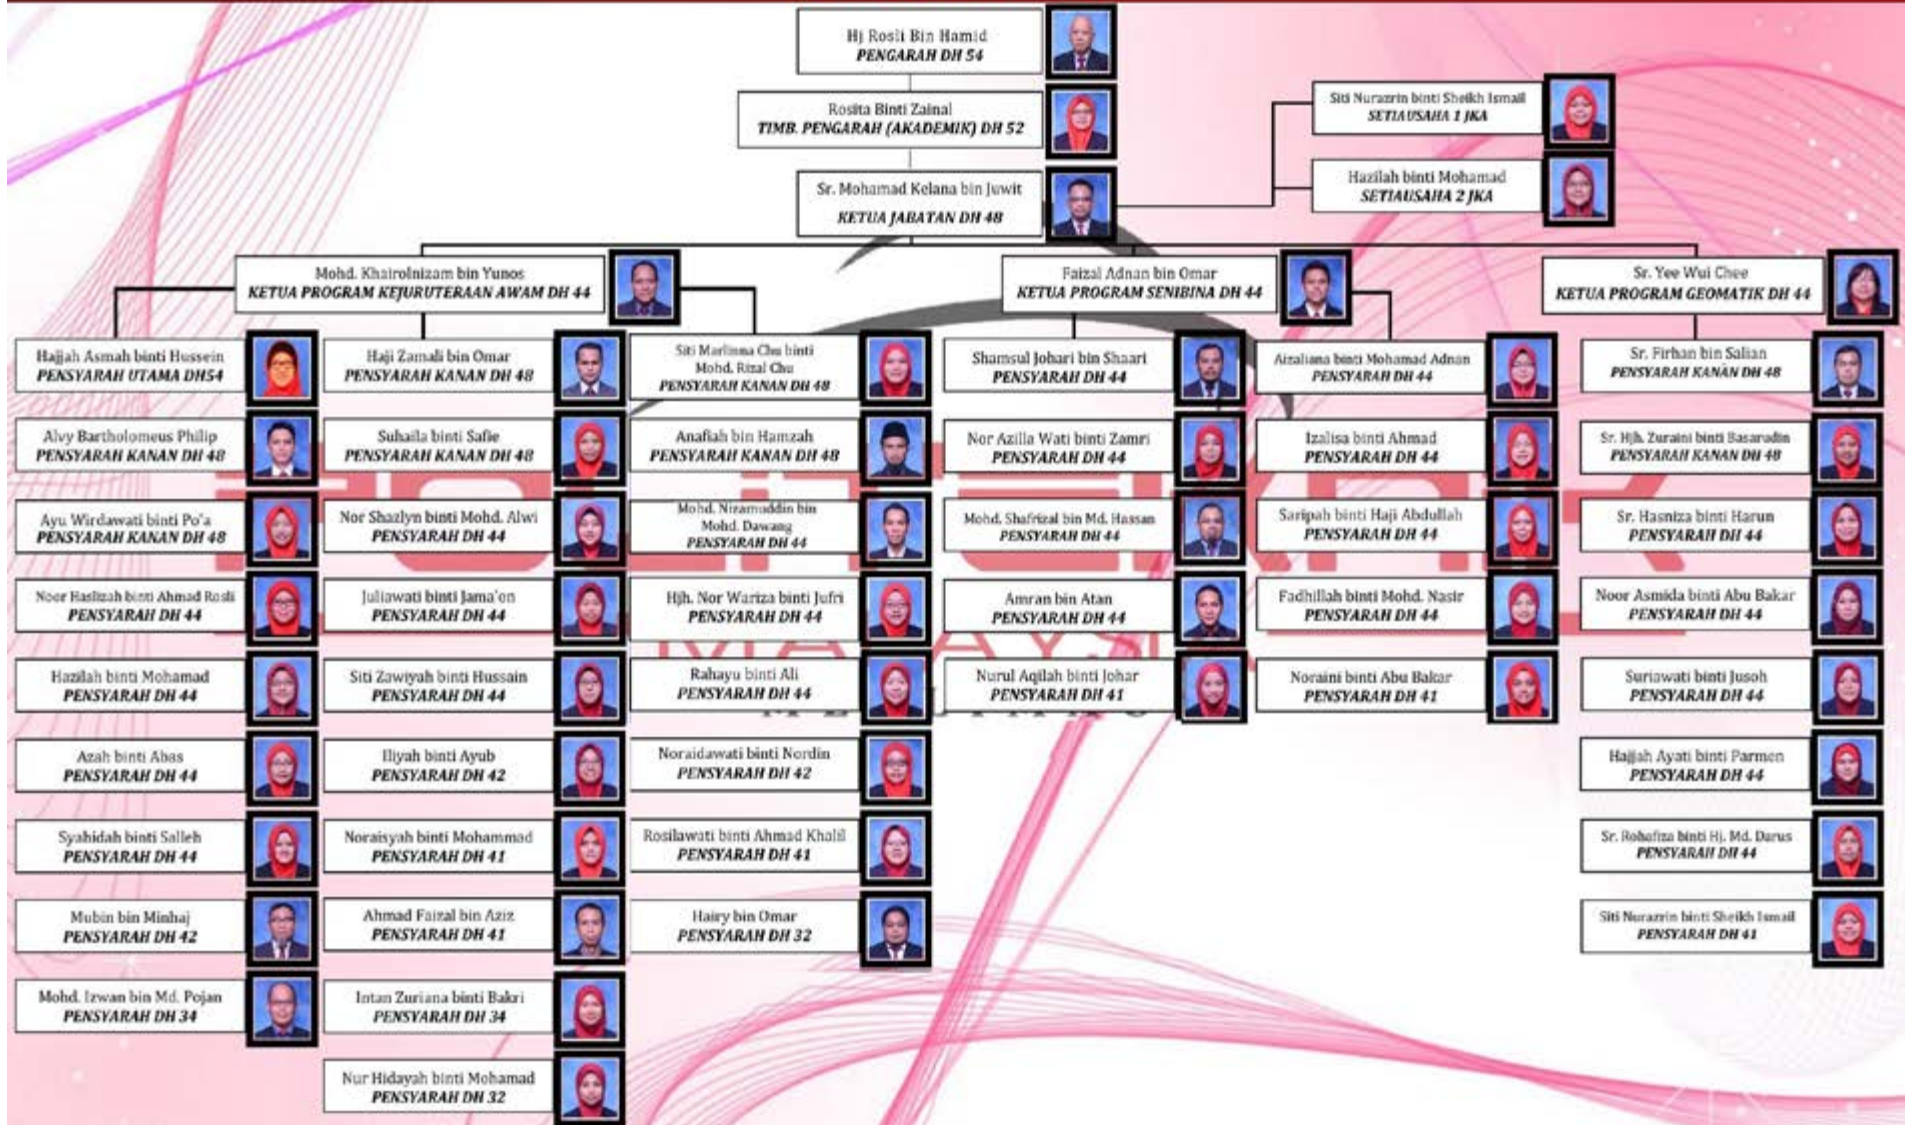 Hj Rosli Bin Hamid
PENGARAH DH 54
Rosita Binti Zainal
TIMB. PENGARAH (AKADEMIK) DH 52
Sr. Mohamad Kelana bin Juwit
KETUA JABATAN DH 48
Siti Nurazrin binti Sheikh Ismail
SETIAUSAHA 1 JKA
Hazilah binti Mohamad
SETIAUSAHA 2 JKA
Mohd. Khairolnizam bin Yunos
KETUA PROGRAM KEJURUTERAAN AWAM DH 44
Faizal Adnan bin Omar
KETUA PROGRAM SENIBINA DH 44
Sr. Yee Wui Chee
KETUA PROGRAM GEOMATIK DH 44
Hajjah Asmah binti Hussein
PENSYARAH UTAMA DH54
Alvy Bartholomeus Philip
PENSYARAH KANAN DH 48
Ayu Wirdawati binti Po'a
PENSYARAH KANAN DH 48
Noor Haslizah binti Ahmad Rosli
PENSYARAH DH 44
Hazilah binti Mohamad
PENSYARAH DH 44
Azah binti Abas
PENSYARAH DH 44
Syahidah binti Salleh
PENSYARAH DH 44
Mubin bin Minhaj
PENSYARAH DH 42
Mohd. Izwan bin Md. Pojan
PENSYARAH DH 34
Haji Zamali bin Omar
PENSYARAH KANAN DH 48
Suhaila binti Safie
PENSYARAH KANAN DH 48
Nor Shazlyn binti Mohd. Alwi
PENSYARAH DH 44
Juliawati binti Jama'on
PENSYARAH DH 44
Siti Zawiyah binti Hussain
PENSYARAH DH 44
Iliyah binti Ayub
PENSYARAH DH 42
Noraisyah binti Mohammad
PENSYARAH DH 41
Ahmad Faizal bin Aziz
PENSYARAH DH 41
Intan Zuriana binti Bakri
PENSYARAH DH 34
Nur Hidayah binti Mohamad
PENSYARAH DH 32
Siti Marlinna Chu binti
Mohd. Rizal Chu
PENSYARAH KANAN DH 48
Anafiah bin Hamzah
PENSYARAH KANAN DH 48
Mohd. Nizamuddin bin
Mohd. Dawang
PENSYARAH DH 44
Hjh. Nor Wariza binti Jufri
PENSYARAH DH 44
Rahayu binti Ali
PENSYARAH DH 44
Noraidawati binti Nordin
PENSYARAH DH 42
Rosilawati binti Ahmad Khalil
PENSYARAH DH 41
Hairy bin Omar
PENSYARAH DH 32
Shamsul Johari bin Shaari
PENSYARAH DH 44
Nor Azilla Wati binti Zamri
PENSYARAH DH 44
Mohd. Shafrizal bin Md. Hassan
PENSYARAH DH 44
Amran bin Atan
PENSYARAH DH 44
Nurul Aqilah binti Johar
PENSYARAH DH 41
Aizaliana binti Mohamad Adnan
PENSYARAH DH 44
Izalisa binti Ahmad
PENSYARAH DH 44
Saripah binti Haji Abdullah
PENSYARAH DH 44
Fadhillah binti Mohd. Nasir
PENSYARAH DH 44
Noraini binti Abu Bakar
PENSYARAH DH 41
Sr. Firhan bin Salian
PENSYARAH KANAN DH 48
Sr. Hjh. Zuraini binti Basarudin
PENSYARAH KANAN DH 48
Sr. Hasniza binti Harun
PENSYARAH DH 44
Noor Asmida binti Abu Bakar
PENSYARAH DH 44
Suriawati binti Jusoh
PENSYARAH DH 44
Hajjah Ayati binti Parmen
PENSYARAH DH 44
Sr. Rohafiza binti Hj. Md. Darus
PENSYARAH DH 44
Siti Nurazrin binti Sheikh Ismail
PENSYARAH DH 41